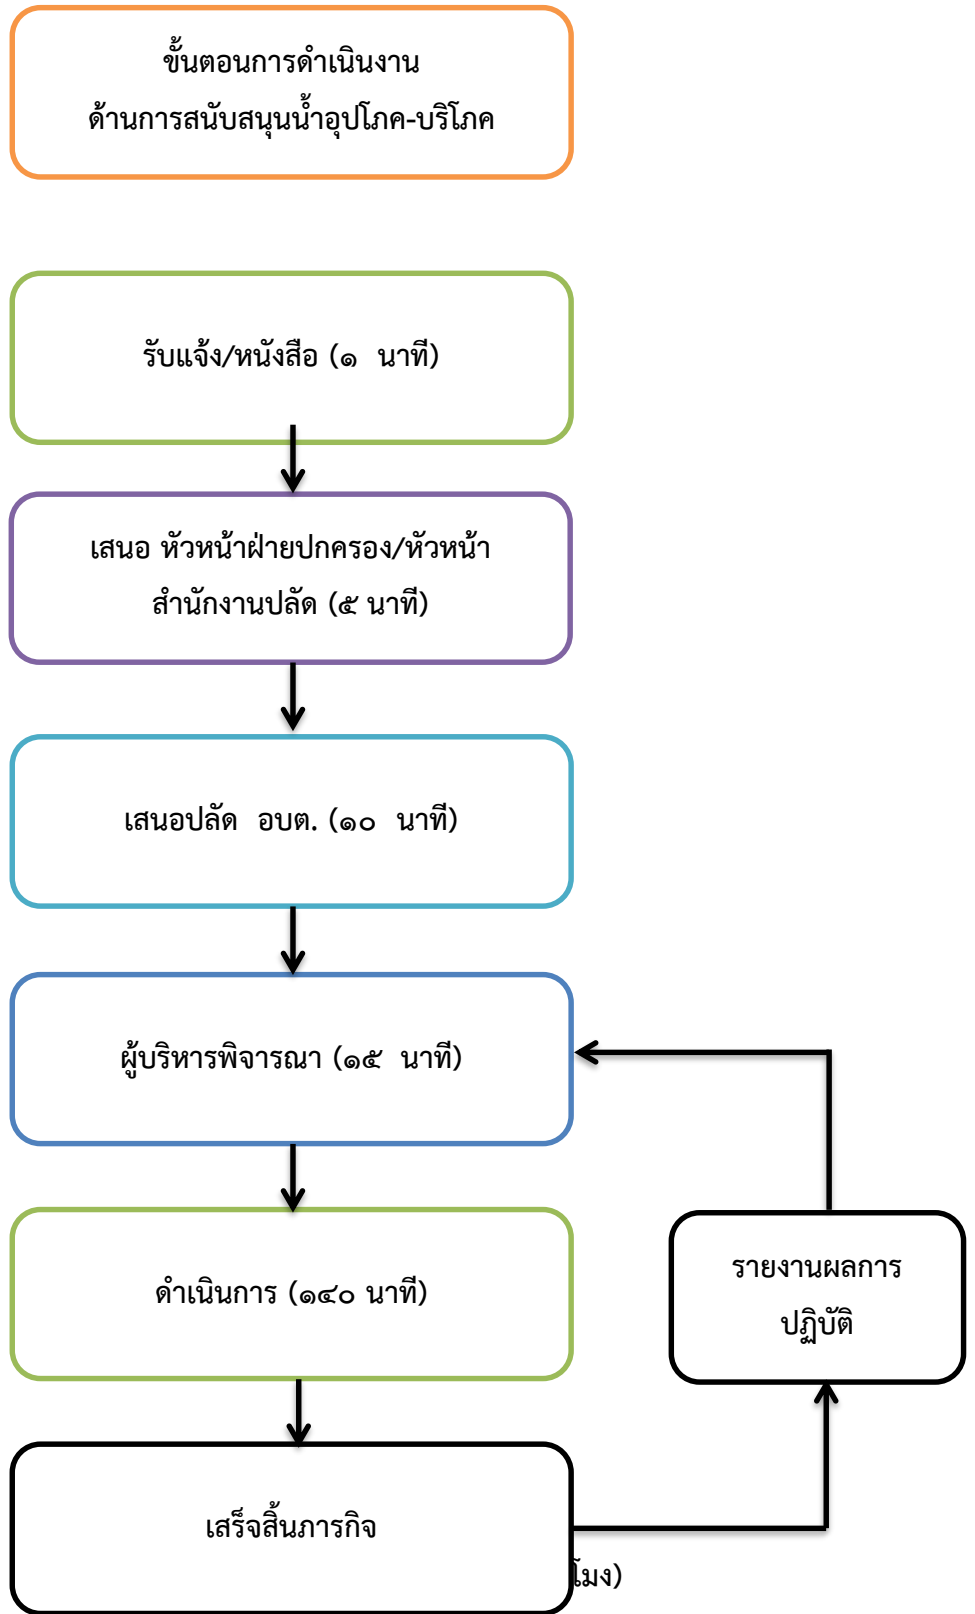 ขั้นตอนการดำเนินงาน
ด้านการสนับสนุนน้ำอุปโภค-บริโภค
รับแจ้ง/หนังสือ (๑ นาที)
เสนอ หัวหน้าฝ่ายปกครอง/หัวหน้า
สำนักงานปลัด (๕ นาที)
เสนอปลัด อบต. (๑๐ นาที)
ผู้บริหารพิจารณา (๑๕ นาที)
ดำเนินการ (๑๔๐ นาที)
รายงานผลการ
ปฏิบัติ
เสร็จสิ้นภารกิจ
โมง)